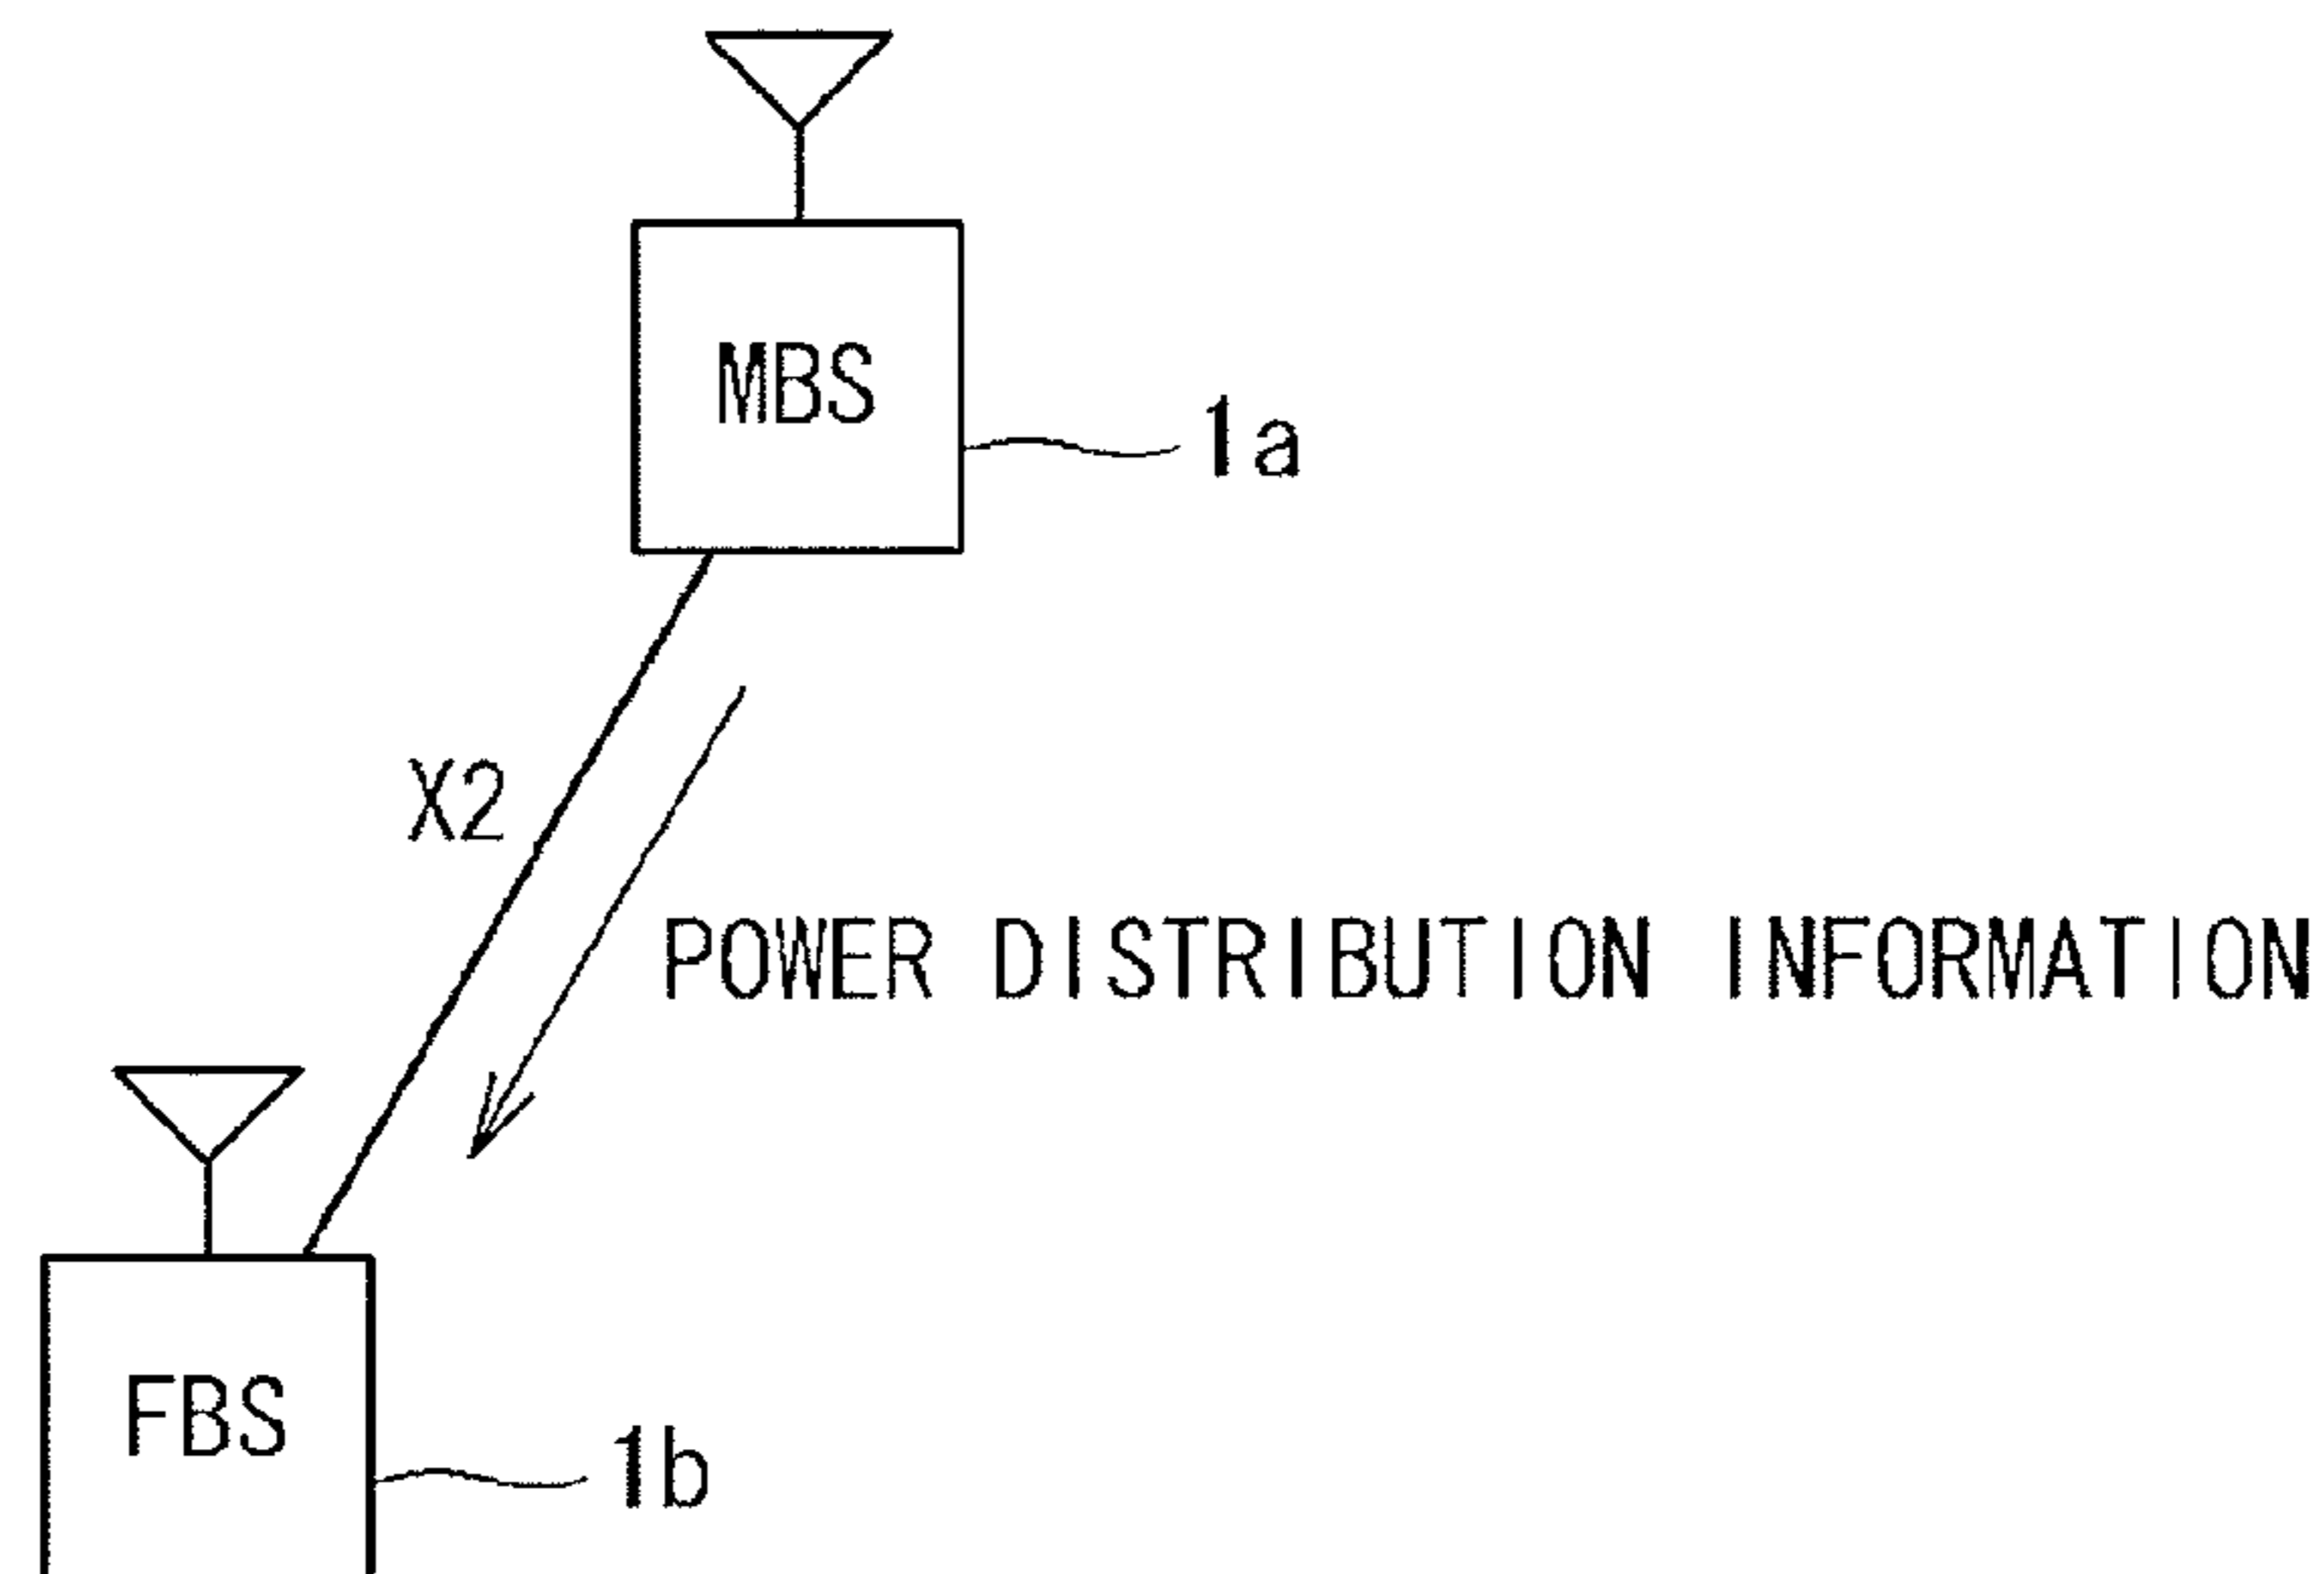 MBS
1a
X2
POWER DISTRIBUTION INFORMATION
FBS
1b